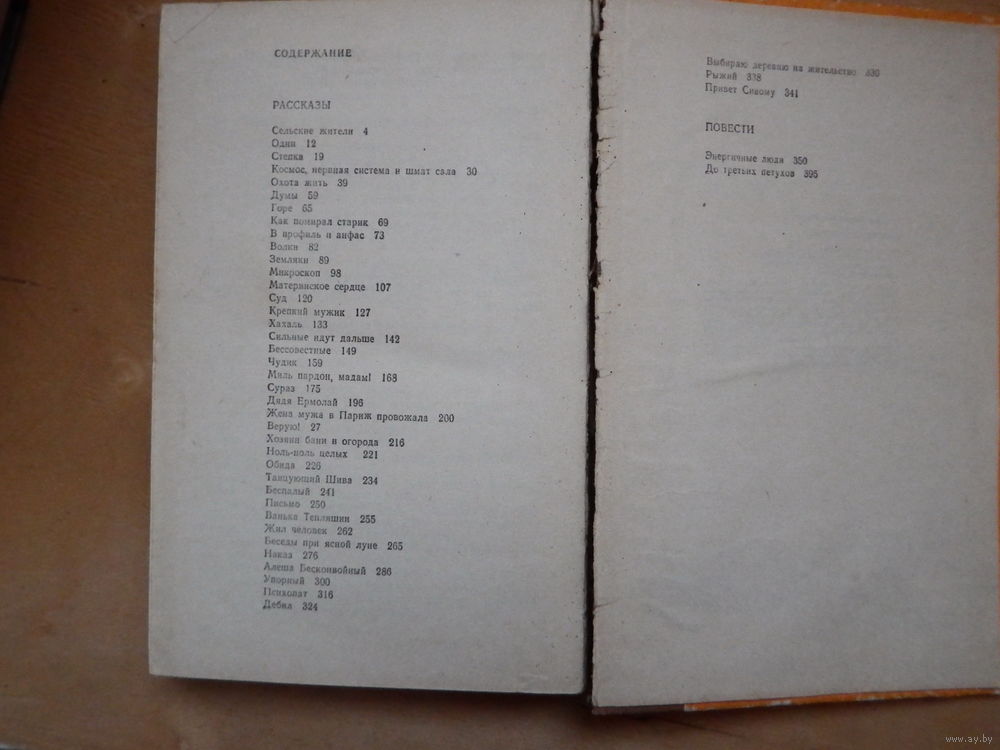 СОДЕРЖАНИЕ
РАССКАЗЫ
Сельские жители 4
Одни 12
Степка 19
Космос, нервная система и шмат сала 30
Охота жить 39
Думы 59
Горе 65
Как помирал старик 69
В профиль и анфас 73
Волки 82
Земляки 89
Микроскоп 98
Материнское сердце 107
Суд 120
Крепкий мужик 127
Хахаль 133
Сильные идут дальше 142
Бессовестные 149
Чудик 159
Миль пардон, мадам! 168
Сураз 175
Дядя Ермолай 196
Жена мужа в Париж провожала 200
Верую! 27
Хозяин бани и огорода 216
Ноль-ноль целых 221
Обида 226
Танцующий Шива 234
Беспалый 241
Письмо 250
Ванька Тепляшин 255
Жил человек 262
Беседы при ясной луне 265
Наказ 276
Алеша Бесконвойный 286
Упорный 300
Психопат 316
Дебил 324
Выбираю деревню на жительство 330
Рыжий 338
Привет Сивому 341
ПОВЕСТИ
Энергичные люди 350
До третьих петухов 395
www.ay.by